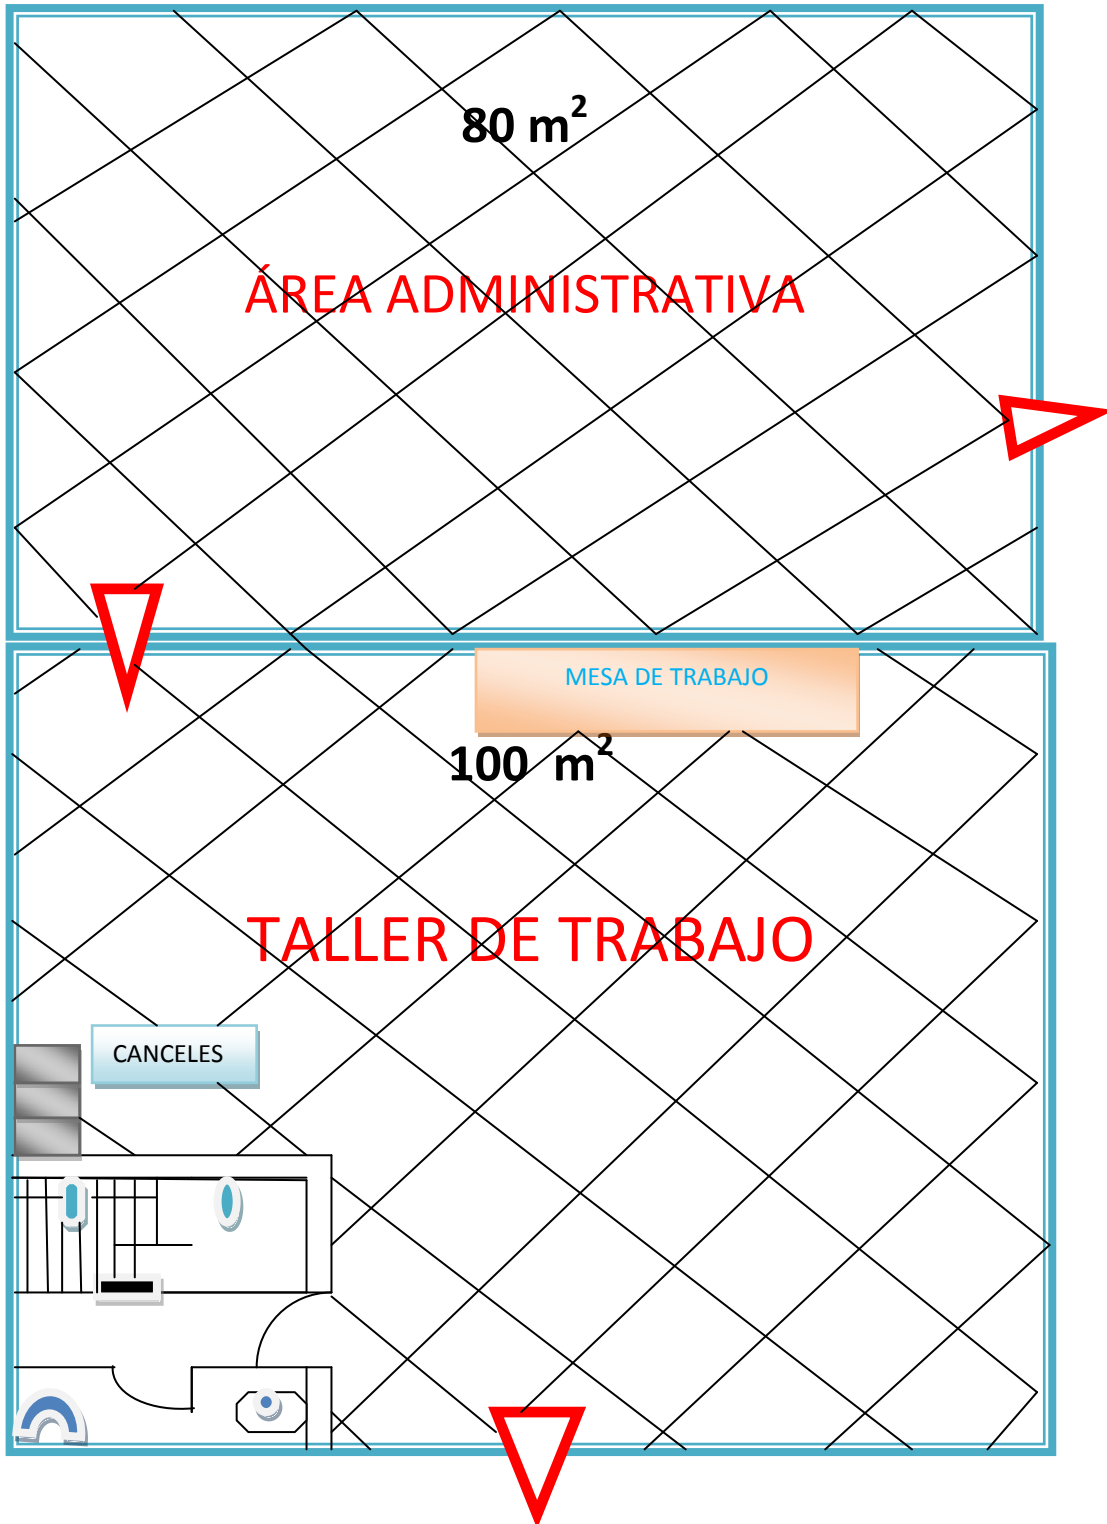 80 m²
ÁREA ADMINISTRATIVA
MESA DE TRABAJO
100 m²
TALLER DE TRABAJO
CANCELES